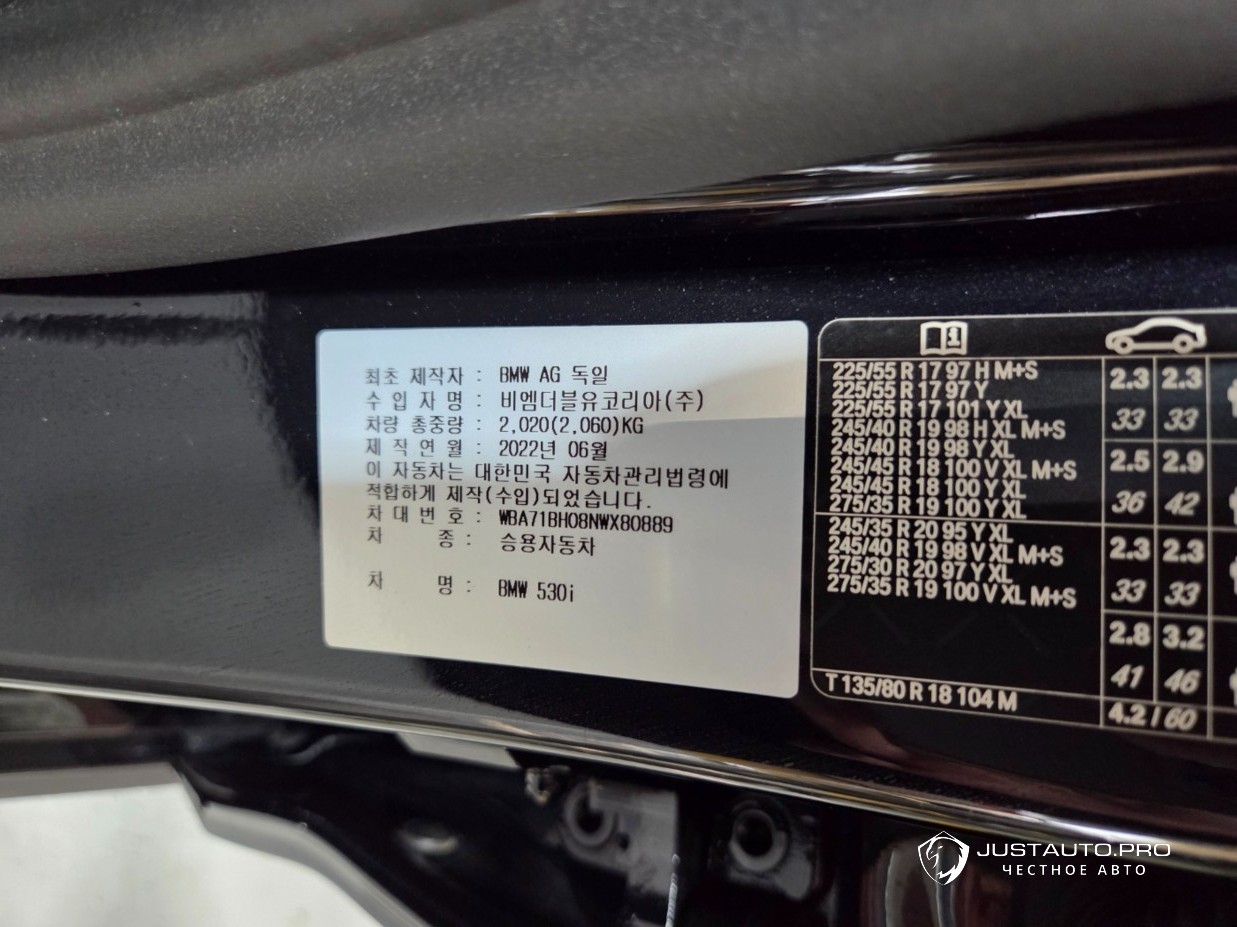 최초 제작자 : BMW AG 독일
수 입 자 명 : 비엠더블유코리아(주)
차량 총중량 : 2,020(2,060)KG
제 작 연 월 : 2022년 06월
이 자동차는 대한민국 자동차관리법령에
적합하게 제작(수입)되었습니다.
차 대 번 호 : WBA71BH08NWX80889
차 종 : 승용자동차
차 명 : BMW 530i
225/55 R 17 97 H M+S
225/55 R 17 97 Y
225/55 R 17 101 Y XL
245/40 R 19 98 H XL M+S
245/40 R 19 98 Y XL
245/45 R 18 100 V XL M+S
245/45 R 18 100 Y XL
275/35 R 19 100 Y XL
2.3 2.3
33 33
2.5 2.9
36 42
245/35 R 20 95 Y XL
245/40 R 19 98 V XL M+S
275/30 R 20 97 Y XL
275/35 R 19 100 V XL M+S
2.3 2.3
33 33
2.8 3.2
41 46
T 135/80 R 18 104 M
4.2 / 60
JUSTAUTO.PRO
ЧЕСТНОЕ АВТО